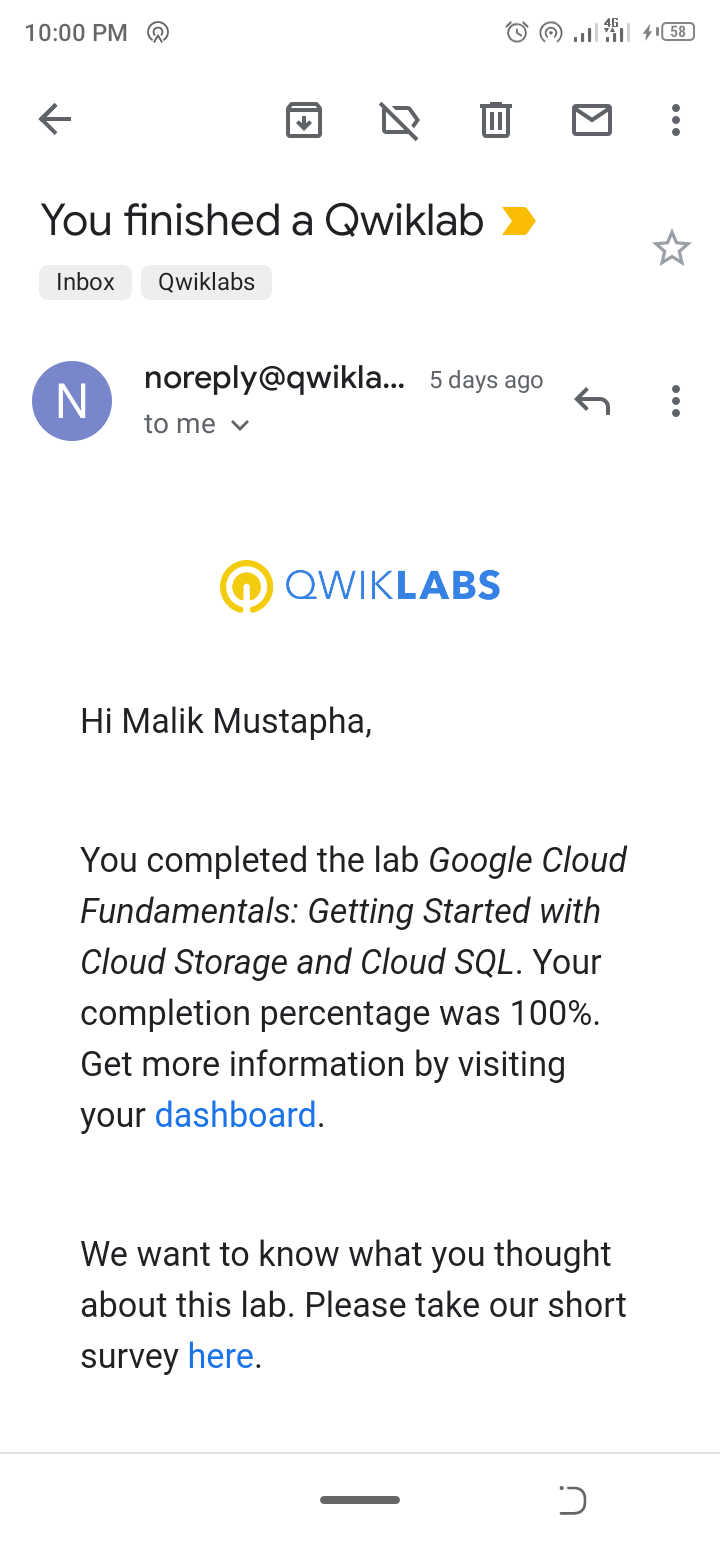 10:00 PM
4G
58
You finished a Qwiklab
Inbox
Qwiklabs
N
noreply@qwikla... 5 days ago
to me
QWIKLABS
Hi Malik Mustapha,
You completed the lab Google Cloud
Fundamentals: Getting Started with
Cloud Storage and Cloud SQL. Your
completion percentage was 100%.
Get more information by visiting
your dashboard.
We want to know what you thought
about this lab. Please take our short
survey here.